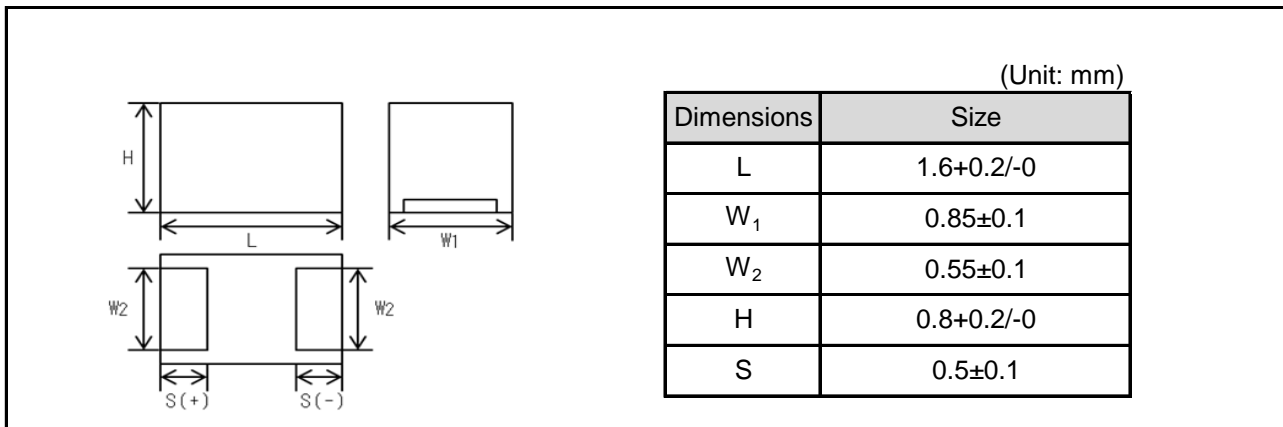 (Unit: mm)
Dimensions Size
L 1.6+0.2/-0
W1 0.85±0.1
W2 0.55±0.1
H 0.8+0.2/-0
S 0.5±0.1
H
L
W1
W2
W2
S(+)
S(-)